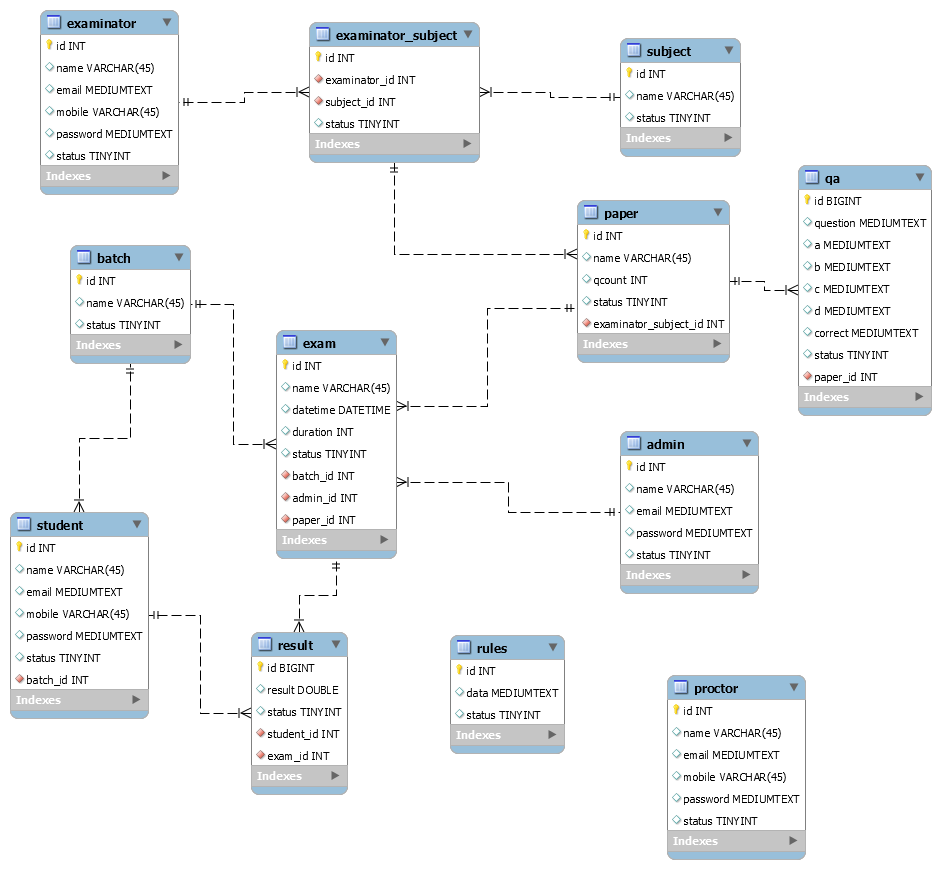 examinator
id INT
name VARCHAR(45)
email MEDIUMTEXT
mobile VARCHAR(45)
password MEDIUMTEXT
status TINYINT
Indexes
examinator_subject
id INT
examinator_id INT
subject_id INT
status TINYINT
Indexes
subject
id INT
name VARCHAR(45)
status TINYINT
Indexes
qa
id BIGINT
question MEDIUMTEXT
a MEDIUMTEXT
b MEDIUMTEXT
c MEDIUMTEXT
d MEDIUMTEXT
correct MEDIUMTEXT
status TINYINT
paper_id INT
Indexes
paper
id INT
name VARCHAR(45)
qcount INT
status TINYINT
examinator_subject_id INT
Indexes
batch
id INT
name VARCHAR(45)
status TINYINT
Indexes
exam
id INT
name VARCHAR(45)
datetime DATETIME
duration INT
status TINYINT
batch_id INT
admin_id INT
paper_id INT
Indexes
admin
id INT
name VARCHAR(45)
email MEDIUMTEXT
password MEDIUMTEXT
status TINYINT
Indexes
student
id INT
name VARCHAR(45)
email MEDIUMTEXT
mobile VARCHAR(45)
password MEDIUMTEXT
status TINYINT
batch_id INT
Indexes
result
id BIGINT
result DOUBLE
status TINYINT
student_id INT
exam_id INT
Indexes
rules
id INT
data MEDIUMTEXT
status TINYINT
Indexes
proctor
id INT
name VARCHAR(45)
email MEDIUMTEXT
mobile VARCHAR(45)
password MEDIUMTEXT
status TINYINT
Indexes